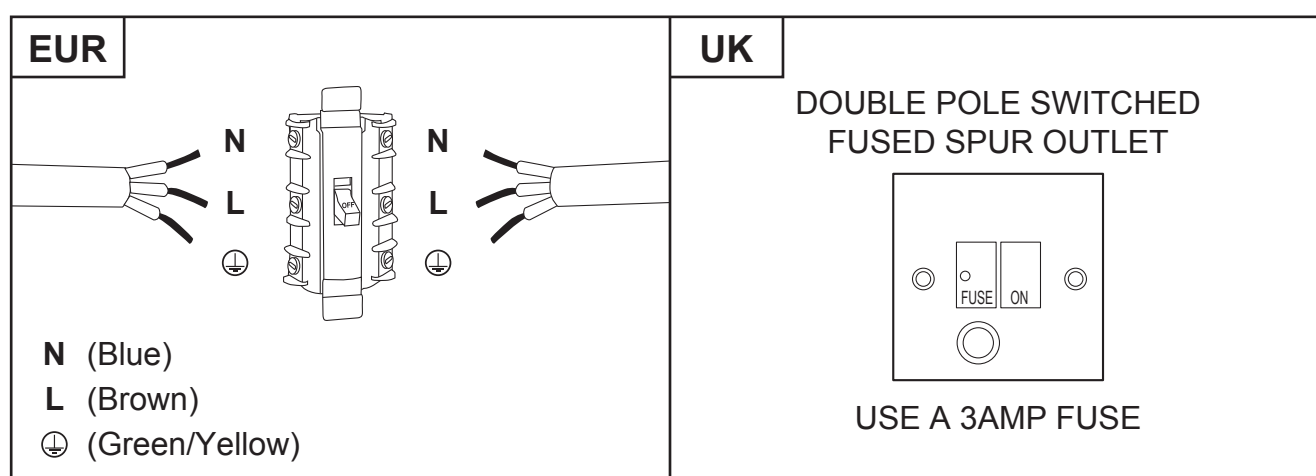 EUR
N
N
L
OFF
L
N (Blue)
L (Brown)
(Green/Yellow)
UK
DOUBLE POLE SWITCHED
FUSED SPUR OUTLET
FUSE
ON
USE A 3AMP FUSE